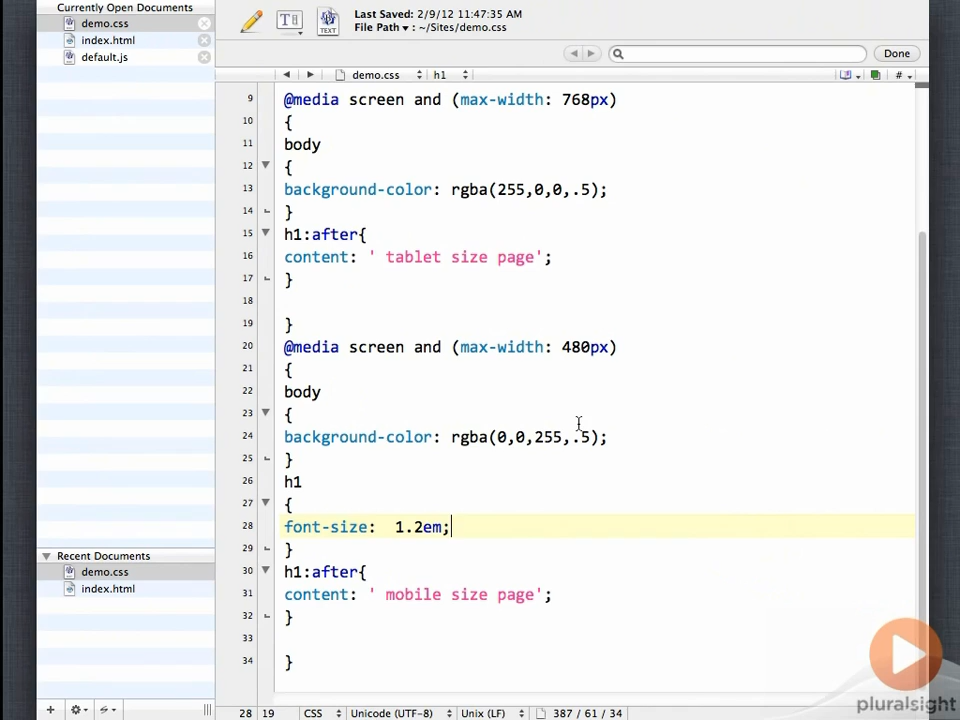 Currently Open Documents
demo.css
index.html
default.js
Recent Documents
demo.css
index.html
TEXT
Last Saved: 2/9/12 11:47:35 AM
File Path ▾ : ~/Sites/demo.css
Done
demo.css
h1
#
9 @media screen and (max-width: 768px)
10 {
11 body
12 {
13 background-color: rgba(255,0,0,.5);
14 }
15 h1:after{
16 content: ' tablet size page';
17 }
18
19 }
20 @media screen and (max-width: 480px)
21 {
22 body
23 {
24 background-color: rgba(0,0,255,.5);
25 }
26 h1
27 {
28 font-size:  1.2em;
29 }
30 h1:after{
31 content: ' mobile size page';
32 }
33
34 }
28 19 CSS Unicode (UTF-8) Unix (LF) 387 / 61 / 34
pluralsight